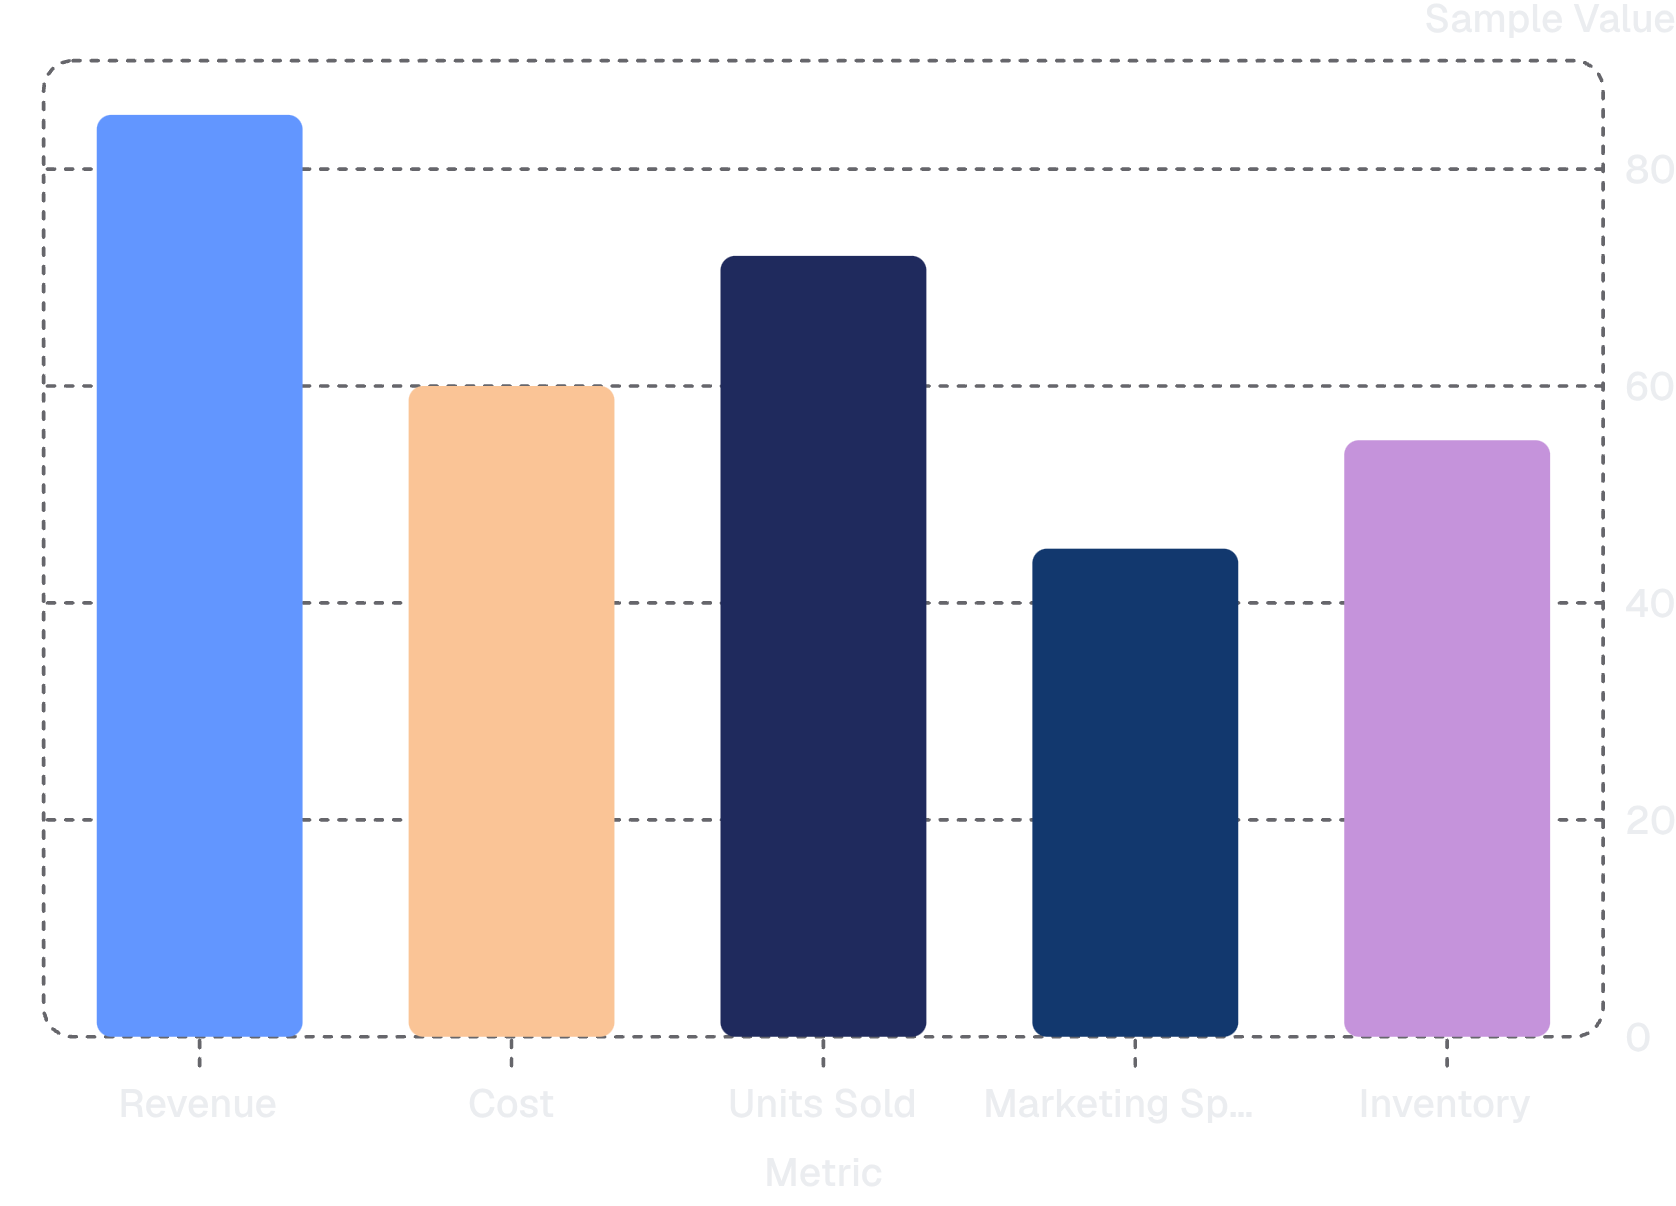 Sample Value
80
60
40
20
0
Revenue Cost Units Sold Marketing Sp... Inventory
Metric